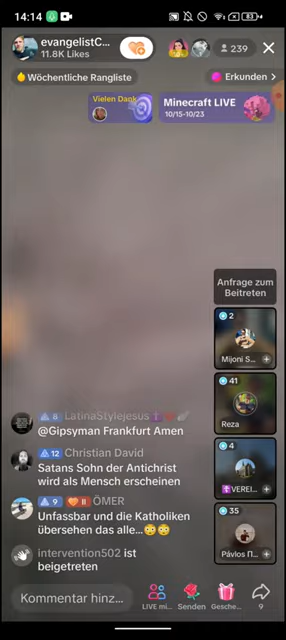 14:14
83
evangelistC...
11.8K Likes
239
Wöchentliche Rangliste
Erkunden >
Vielen Dank
Minecraft LIVE
10/15-10/23
Anfrage zum
Beitreten
2
Mijoni S...
41
Reza
4
VEREI...
35
Pávlos Π...
8 LatinaStylejesus
@Gipsyman Frankfurt Amen
12 Christian David
Satans Sohn der Antichrist
wird als Mensch erscheinen
9 II ÖMER
Unfassbar und die Katholiken
übersehen das alle...😳😳
intervention502 ist
beigetreten
Kommentar hinz...
LIVE mi...
Senden
Gesche...
9